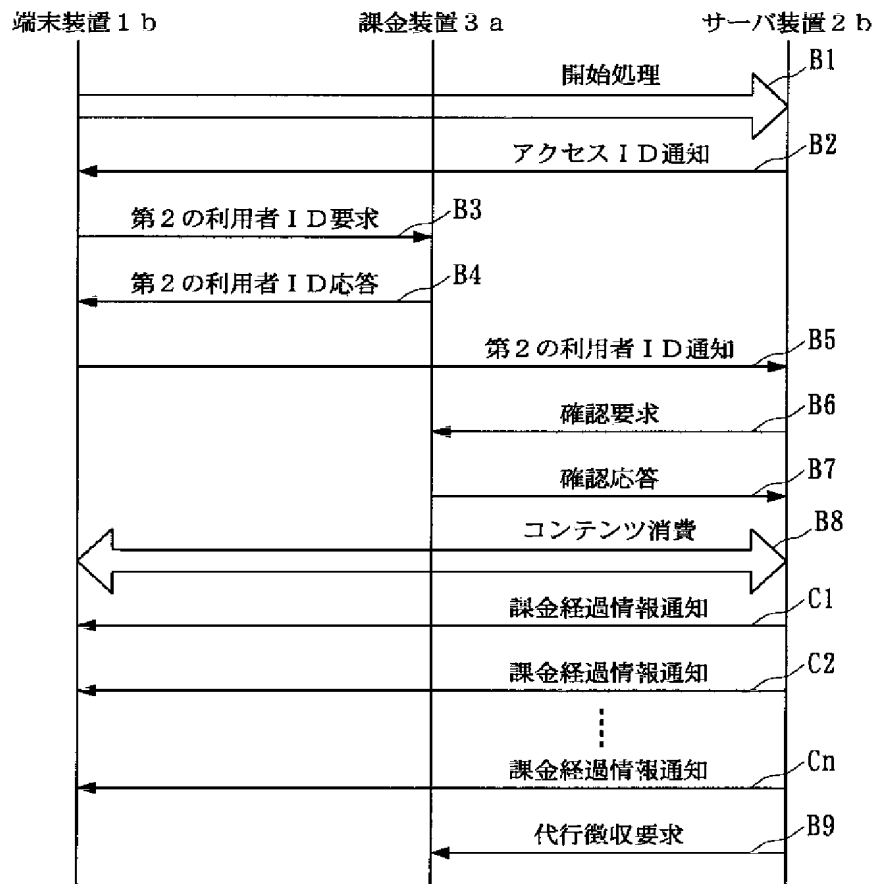 端末装置１ｂ 課金装置３ａ サーバ装置２ｂ
開始処理 B1
アクセスＩＤ通知 B2
第２の利用者ＩＤ要求 B3
第２の利用者ＩＤ応答 B4
第２の利用者ＩＤ通知 B5
確認要求 B6
確認応答 B7
コンテンツ消費 B8
課金経過情報通知 C1
課金経過情報通知 C2
課金経過情報通知 Cn
代行徴収要求 B9